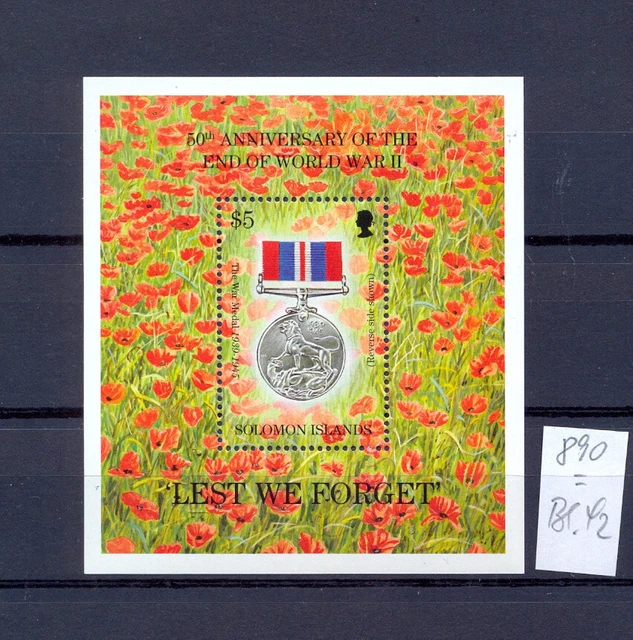 50th ANNIVERSARY OF THE
END OF WORLD WAR II
$5
The War Medal 1939-1945
(Reverse side shown)
SOLOMON ISLANDS
'LEST WE FORGET'
890
=
Bl. 42